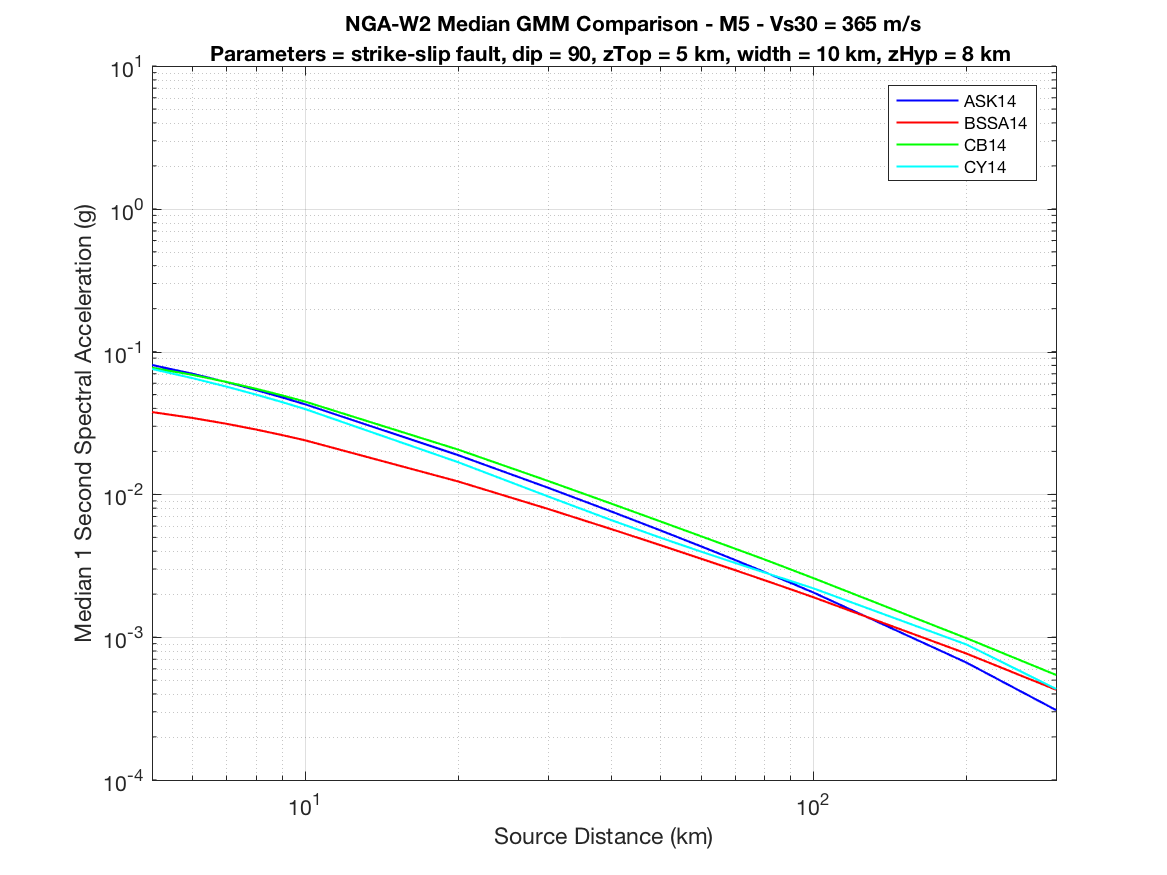 NGA-W2 Median GMM Comparison - M5 - Vs30 = 365 m/s
Parameters = strike-slip fault, dip = 90, zTop = 5 km, width = 10 km, zHyp = 8 km
ASK14
BSSA14
CB14
CY14
Median 1 Second Spectral Acceleration (g)
10^1
10^0
10^-1
10^-2
10^-3
10^-4
10^1
10^2
Source Distance (km)